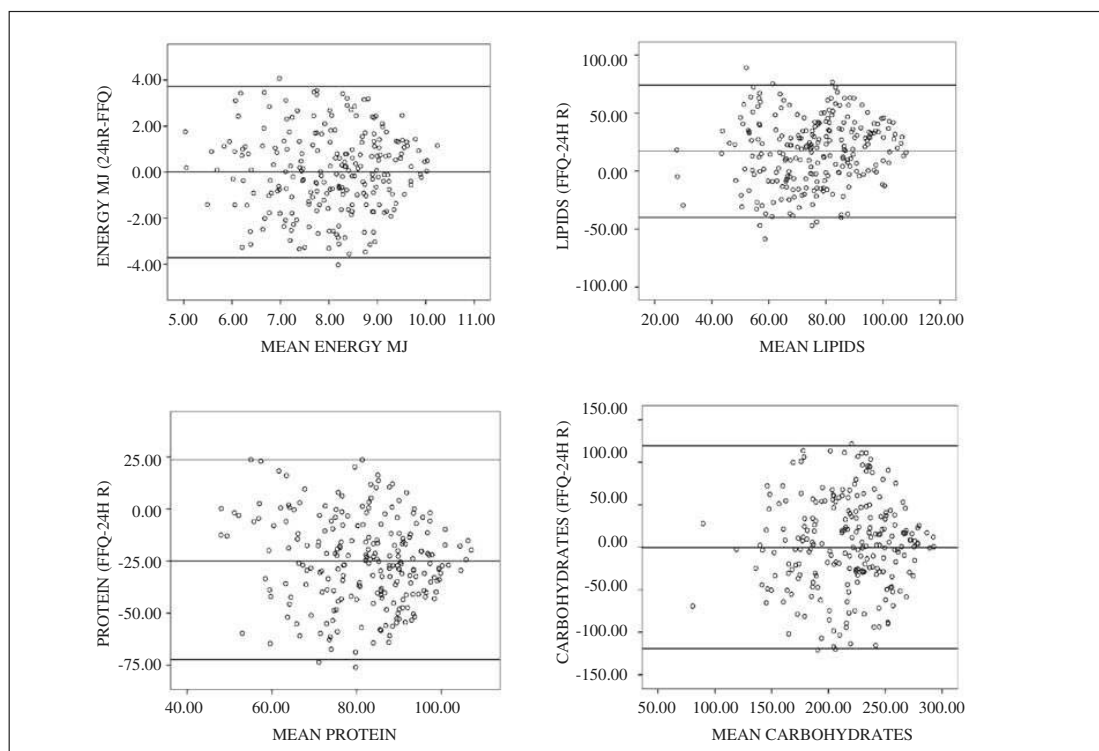 4.00
2.00
0.00
-2.00
-4.00
ENERGY MJ (24hR-FFQ)
5.00 6.00 7.00 8.00 9.00 10.00 11.00
MEAN ENERGY MJ
100.00
50.00
0.00
-50.00
-100.00
LIPIDS (FFQ-24H R)
20.00 40.00 60.00 80.00 100.00 120.00
MEAN LIPIDS
25.00
0.00
-25.00
-50.00
-75.00
PROTEIN (FFQ-24H R)
40.00 60.00 80.00 100.00
MEAN PROTEIN
150.00
100.00
50.00
0.00
-50.00
-100.00
-150.00
CARBOHYDRATES (FFQ-24H R)
50.00 100.00 150.00 200.00 250.00 300.00
MEAN CARBOHYDRATES